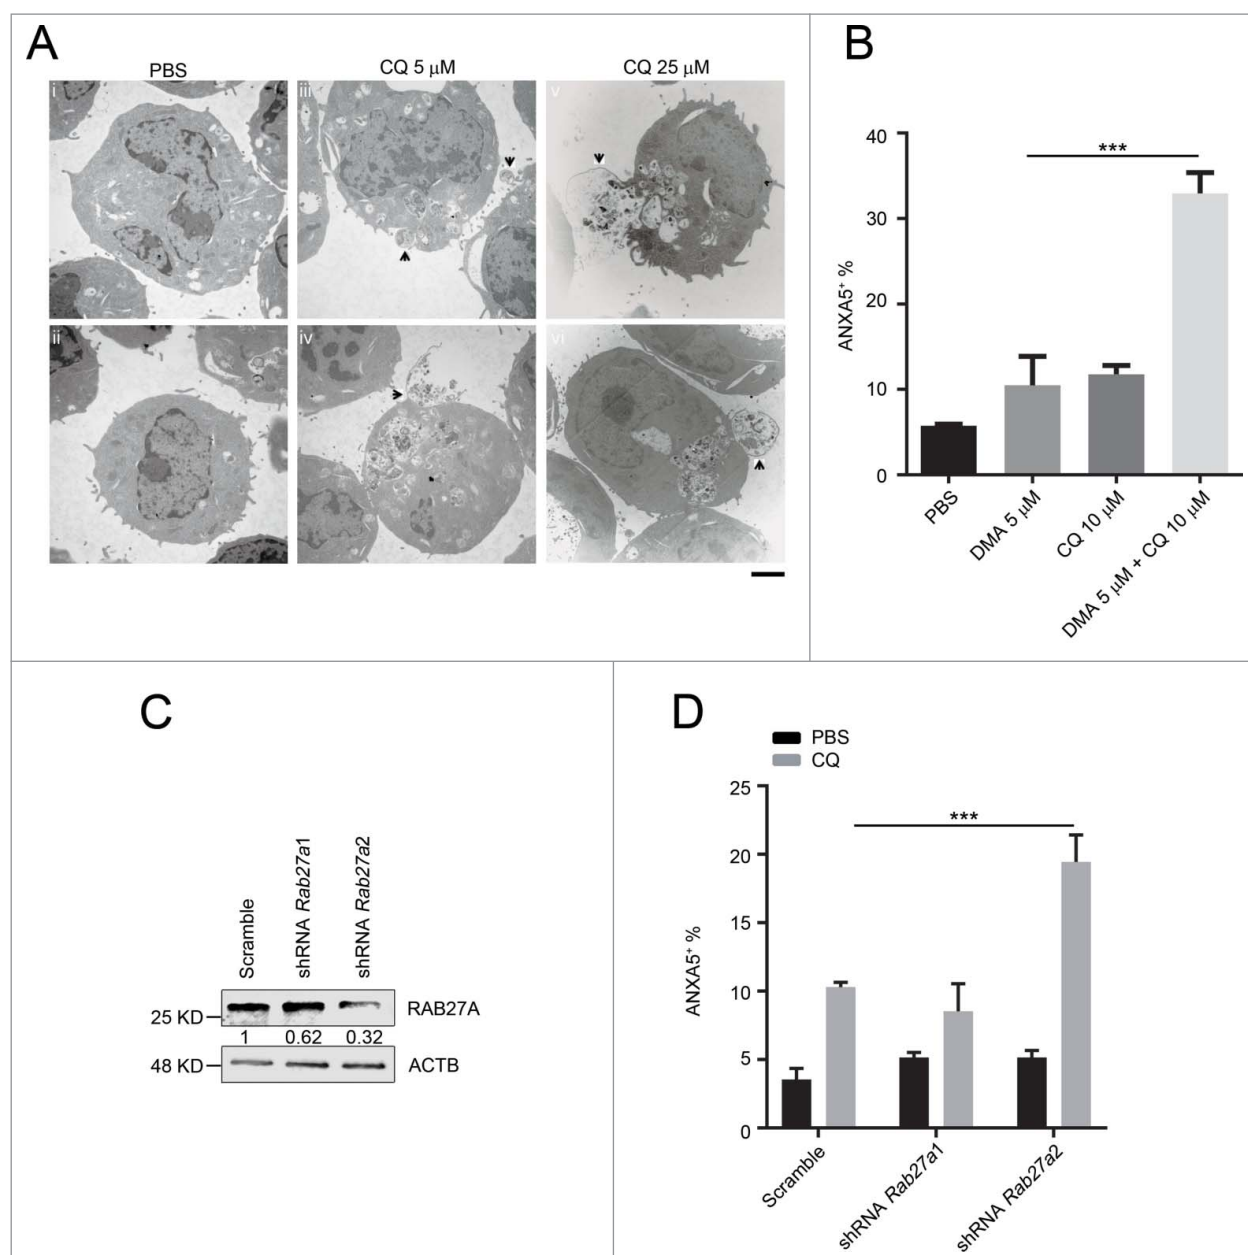 A
PBS
CQ 5 μM
CQ 25 μM
i
iii
v
ii
iv
vi
B
ANXA5⁺ %
40
30
20
10
0
***
PBS
DMA 5 μM
CQ 10 μM
DMA 5 μM + CQ 10 μM
C
Scramble
shRNA Rab27a1
shRNA Rab27a2
25 KD
RAB27A
1 0.62 0.32
48 KD
ACTB
D
PBS
CQ
ANXA5⁺ %
25
20
15
10
5
0
***
Scramble
shRNA Rab27a1
shRNA Rab27a2